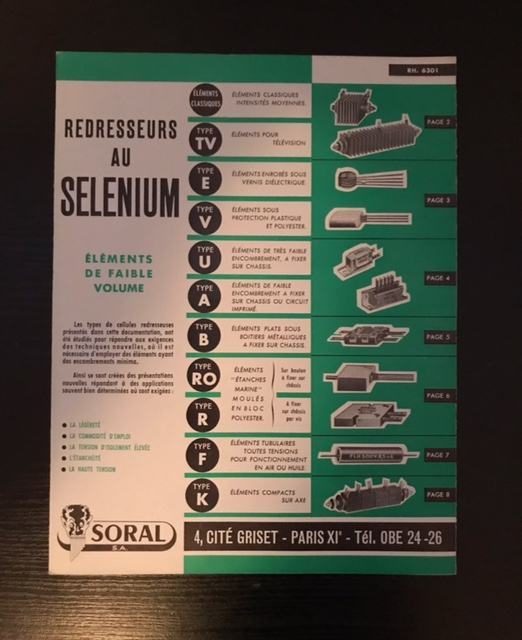 RH. 6301
REDRESSEURS
AU
SELENIUM
ÉLÉMENTS
DE FAIBLE
VOLUME
Les types de cellules redresseuses
présentés dans cette documentation, ont
été étudiés pour répondre aux exigences
des techniques nouvelles, où il est
nécessaire d'employer des éléments ayant
des encombrements minima.
Ainsi se sont créées des présentations
nouvelles répondant à des applications
souvent bien déterminées où sont exigées :
● LA LÉGÈRETÉ
● LA COMMODITÉ D'EMPLOI
● LA TENSION D'ISOLEMENT ÉLEVÉE
● L'ÉTANCHÉITÉ
● LA HAUTE TENSION
ÉLÉMENTS
CLASSIQUES
ÉLÉMENTS CLASSIQUES
INTENSITÉS MOYENNES.
TYPE
TV
ÉLÉMENTS POUR
TÉLÉVISION
PAGE 2
TYPE
E
ÉLÉMENTS ENROBÉS SOUS
VERNIS DIÉLECTRIQUE.
TYPE
V
ÉLÉMENTS SOUS
PROTECTION PLASTIQUE
ET POLYESTER.
PAGE 3
TYPE
U
ÉLÉMENTS DE TRÈS FAIBLE
ENCOMBREMENT, A FIXER
SUR CHASSIS.
TYPE
A
ÉLÉMENTS DE FAIBLE
ENCOMBREMENT A FIXER
SUR CHASSIS OU CIRCUIT
IMPRIMÉ.
PAGE 4
TYPE
B
ÉLÉMENTS PLATS SOUS
BOITIERS MÉTALLIQUES
A FIXER SUR CHASSIS.
PAGE 5
TYPE
RO
TYPE
R
ÉLÉMENTS
"ÉTANCHES
MARINE"
MOULÉS
EN BLOC
POLYESTER.
Sur boulon
à fixer sur
châssis
A fixer
sur châssis
par vis
PAGE 6
TYPE
F
ÉLÉMENTS TUBULAIRES
TOUTES TENSIONS
POUR FONCTIONNEMENT
EN AIR OU HUILE.
PAGE 7
TYPE
K
ÉLÉMENTS COMPACTS
SUR AXE
PAGE 8
SORAL
S.A.
4, CITÉ GRISET - PARIS XIe - Tél. OBE 24-26